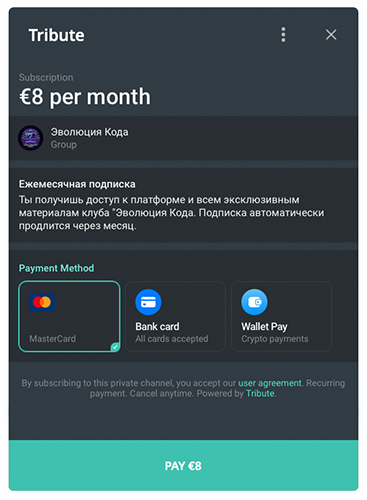 Tribute
Subscription
€8 per month
Эволюция Кода
Group
Ежемесячная подписка
Ты получишь доступ к платформе и всем эксклюзивным
материалам клуба "Эволюция Кода. Подписка автоматически
продлится через месяц.
Payment Method
MasterCard
Bank card
All cards accepted
Wallet Pay
Crypto payments
By subscribing to this private channel, you accept our user agreement. Recurring
payment. Cancel anytime. Powered by Tribute.
PAY €8